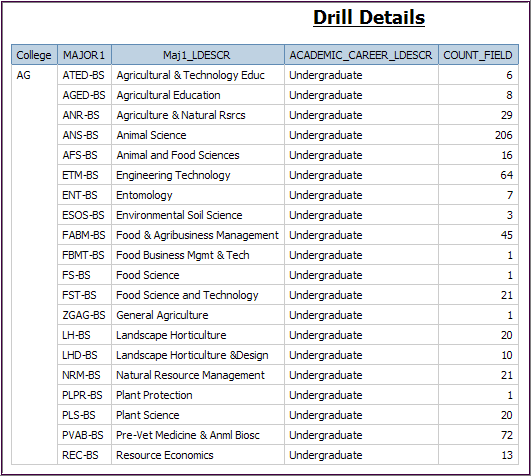 Drill Details
College MAJOR1 Maj1_LDESCR ACADEMIC_CAREER_LDESCR COUNT_FIELD
AG ATED-BS Agricultural & Technology Educ Undergraduate 6
AGED-BS Agricultural Education Undergraduate 8
ANR-BS Agriculture & Natural Rsrcs Undergraduate 29
ANS-BS Animal Science Undergraduate 206
AFS-BS Animal and Food Sciences Undergraduate 16
ETM-BS Engineering Technology Undergraduate 64
ENT-BS Entomology Undergraduate 7
ESOS-BS Environmental Soil Science Undergraduate 3
FABM-BS Food & Agribusiness Management Undergraduate 45
FBMT-BS Food Business Mgmt & Tech Undergraduate 1
FS-BS Food Science Undergraduate 1
FST-BS Food Science and Technology Undergraduate 21
ZGAG-BS General Agriculture Undergraduate 1
LH-BS Landscape Horticulture Undergraduate 20
LHD-BS Landscape Horticulture &Design Undergraduate 10
NRM-BS Natural Resource Management Undergraduate 21
PLPR-BS Plant Protection Undergraduate 1
PLS-BS Plant Science Undergraduate 20
PVAB-BS Pre-Vet Medicine & Anml Biosc Undergraduate 72
REC-BS Resource Economics Undergraduate 13